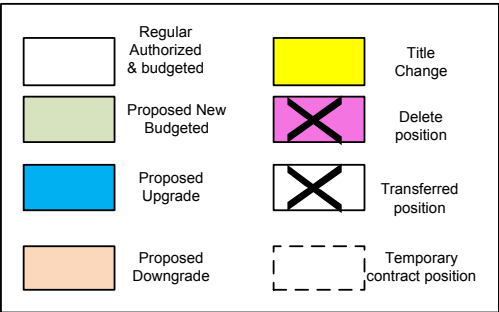 Regular
Authorized
& budgeted
Title
Change
Proposed New
Budgeted
Delete
position
Proposed
Upgrade
Transferred
position
Proposed
Downgrade
Temporary
contract position